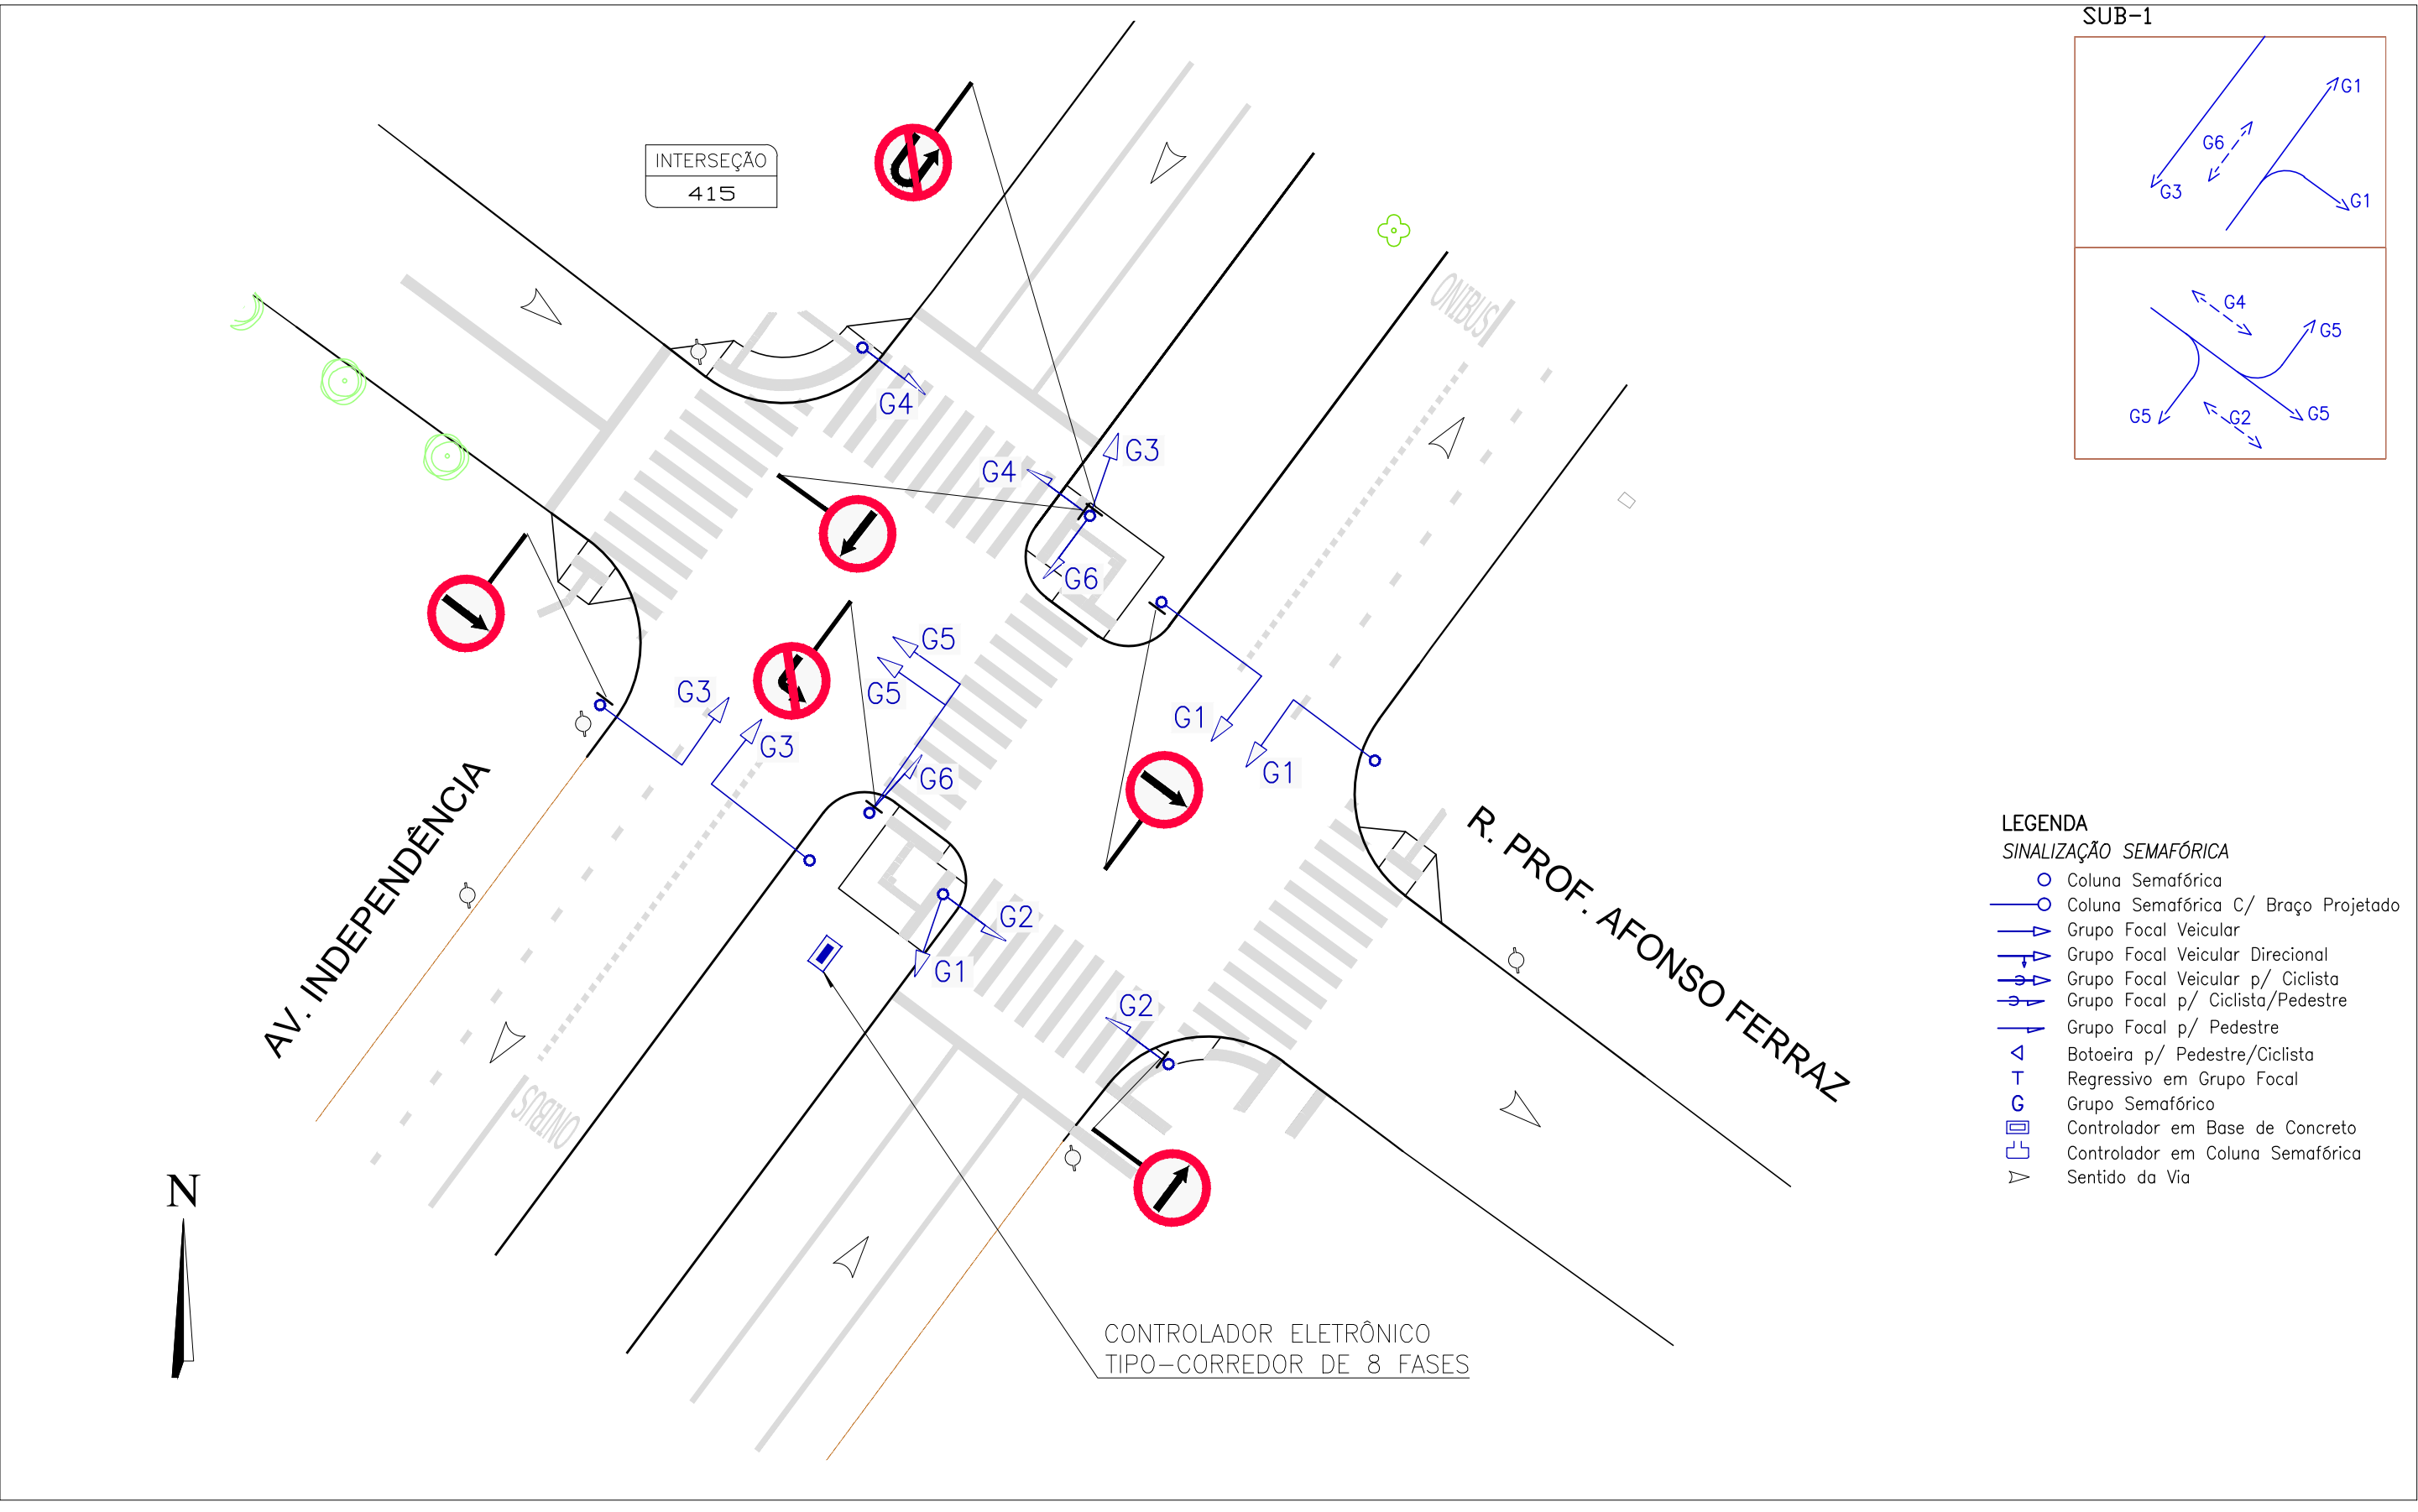 SUB-1
G1
G6
G3
G1
G4
G5
G5
G2
G5
INTERSEÇÃO
415
ONIBUS
G4
G3
G4
G6
G5
G5
G3
G3
G6
G1
G1
G2
G1
G2
AV. INDEPENDÊNCIA
R. PROF. AFONSO FERRAZ
ONIBUS
N
CONTROLADOR ELETRÔNICO
TIPO-CORREDOR DE 8 FASES
LEGENDA
SINALIZAÇÃO SEMAFÓRICA
Coluna Semafórica
Coluna Semafórica C/ Braço Projetado
Grupo Focal Veicular
Grupo Focal Veicular Direcional
Grupo Focal Veicular p/ Ciclista
Grupo Focal p/ Ciclista/Pedestre
Grupo Focal p/ Pedestre
Botoeira p/ Pedestre/Ciclista
T Regressivo em Grupo Focal
G Grupo Semafórico
Controlador em Base de Concreto
Controlador em Coluna Semafórica
Sentido da Via